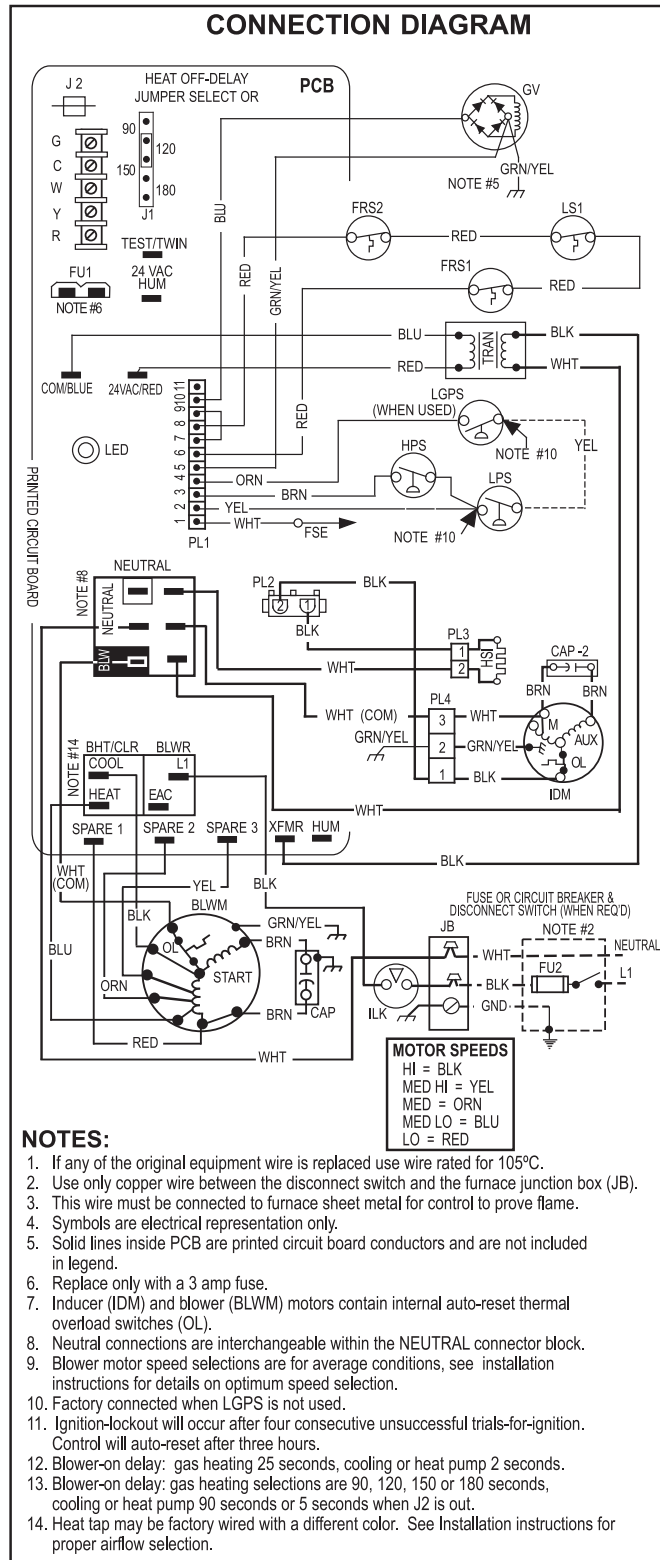 CONNECTION DIAGRAM
J 2
HEAT OFF-DELAY
JUMPER SELECT OR
PCB
90
120
150
180
J1
G
C
W
Y
R
TEST/TWIN
24 VAC
HUM
FU1
NOTE #6
BLU
RED
GRN/YEL
GV
GRN/YEL
NOTE #5
FRS2
RED
LS1
FRS1
RED
BLU
TRAN
BLK
RED
WHT
COM/BLUE
24VAC/RED
LED
PRINTED CIRCUIT BOARD
11
10
9
8
7
6
5
4
3
2
1
PL1
RED
LGPS
(WHEN USED)
NOTE #10
YEL
ORN
HPS
BRN
LPS
YEL
NOTE #10
WHT
FSE
NEUTRAL
NOTE #8
NEUTRAL
BLW
PL2
2
1
BLK
BLK
PL3
1
2
HSI
WHT
CAP -2
BRN
BRN
PL4
WHT (COM)
3
WHT
GRN/YEL
2
GRN/YEL
1
BLK
M
AUX
OL
IDM
WHT
NOTE #14
BHT/CLR
BLWR
COOL
L1
HEAT
EAC
SPARE 1
SPARE 2
SPARE 3
XFMR
HUM
BLK
WHT
(COM)
YEL
BLK
BLK
BLWM
GRN/YEL
BLU
OL
BRN
START
ORN
BRN
CAP
RED
WHT
ILK
JB
FUSE OR CIRCUIT BREAKER &
DISCONNECT SWITCH (WHEN REQ'D)
NOTE #2
WHT
NEUTRAL
BLK
FU2
L1
GND
MOTOR SPEEDS
HI = BLK
MED HI = YEL
MED = ORN
MED LO = BLU
LO = RED
NOTES:
1. If any of the original equipment wire is replaced use wire rated for 105ºC.
2. Use only copper wire between the disconnect switch and the furnace junction box (JB).
3. This wire must be connected to furnace sheet metal for control to prove flame.
4. Symbols are electrical representation only.
5. Solid lines inside PCB are printed circuit board conductors and are not included
in legend.
6. Replace only with a 3 amp fuse.
7. Inducer (IDM) and blower (BLWM) motors contain internal auto-reset thermal
overload switches (OL).
8. Neutral connections are interchangeable within the NEUTRAL connector block.
9. Blower motor speed selections are for average conditions, see installation
instructions for details on optimum speed selection.
10. Factory connected when LGPS is not used.
11. Ignition-lockout will occur after four consecutive unsuccessful trials-for-ignition.
Control will auto-reset after three hours.
12. Blower-on delay: gas heating 25 seconds, cooling or heat pump 2 seconds.
13. Blower-on delay: gas heating selections are 90, 120, 150 or 180 seconds,
cooling or heat pump 90 seconds or 5 seconds when J2 is out.
14. Heat tap may be factory wired with a different color. See Installation instructions for
proper airflow selection.